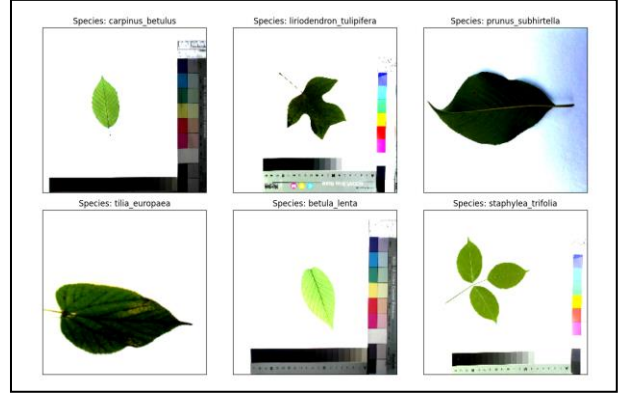 Species: carpinus_betulus
Species: liriodendron_tulipifera
Species: prunus_subhirtella
Species: tilia_europaea
Species: betula_lenta
Species: staphylea_trifolia